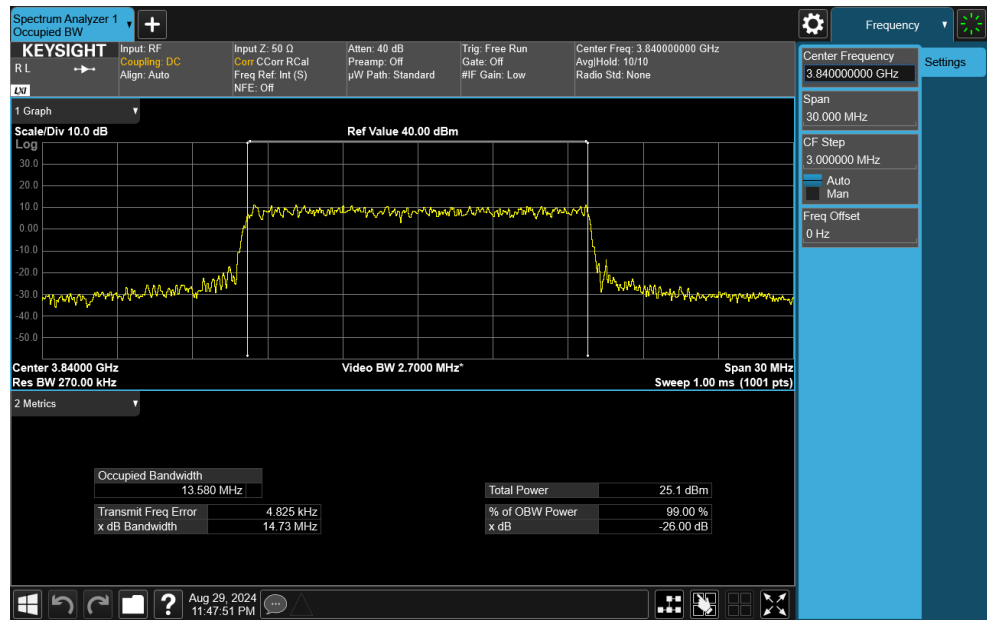 Spectrum Analyzer 1
Occupied BW
Frequency
KEYSIGHT
R L
LXI
Input: RF
Coupling: DC
Align: Auto
Input Z: 50 Ω
Corr CCorr RCal
Freq Ref: Int (S)
NFE: Off
Atten: 40 dB
Preamp: Off
µW Path: Standard
Trig: Free Run
Gate: Off
#IF Gain: Low
Center Freq: 3.840000000 GHz
Avg|Hold: 10/10
Radio Std: None
Center Frequency
3.840000000 GHz
Settings
Span
30.000 MHz
CF Step
3.000000 MHz
Auto
Man
Freq Offset
0 Hz
1 Graph
Scale/Div 10.0 dB
Ref Value 40.00 dBm
Log
30.0
20.0
10.0
0.00
-10.0
-20.0
-30.0
-40.0
-50.0
Center 3.84000 GHz
Video BW 2.7000 MHz*
Span 30 MHz
Res BW 270.00 kHz
Sweep 1.00 ms (1001 pts)
2 Metrics
Occupied Bandwidth
13.580 MHz
Total Power 25.1 dBm
Transmit Freq Error 4.825 kHz
% of OBW Power 99.00 %
x dB Bandwidth 14.73 MHz
x dB -26.00 dB
?
Aug 29, 2024
11:47:51 PM